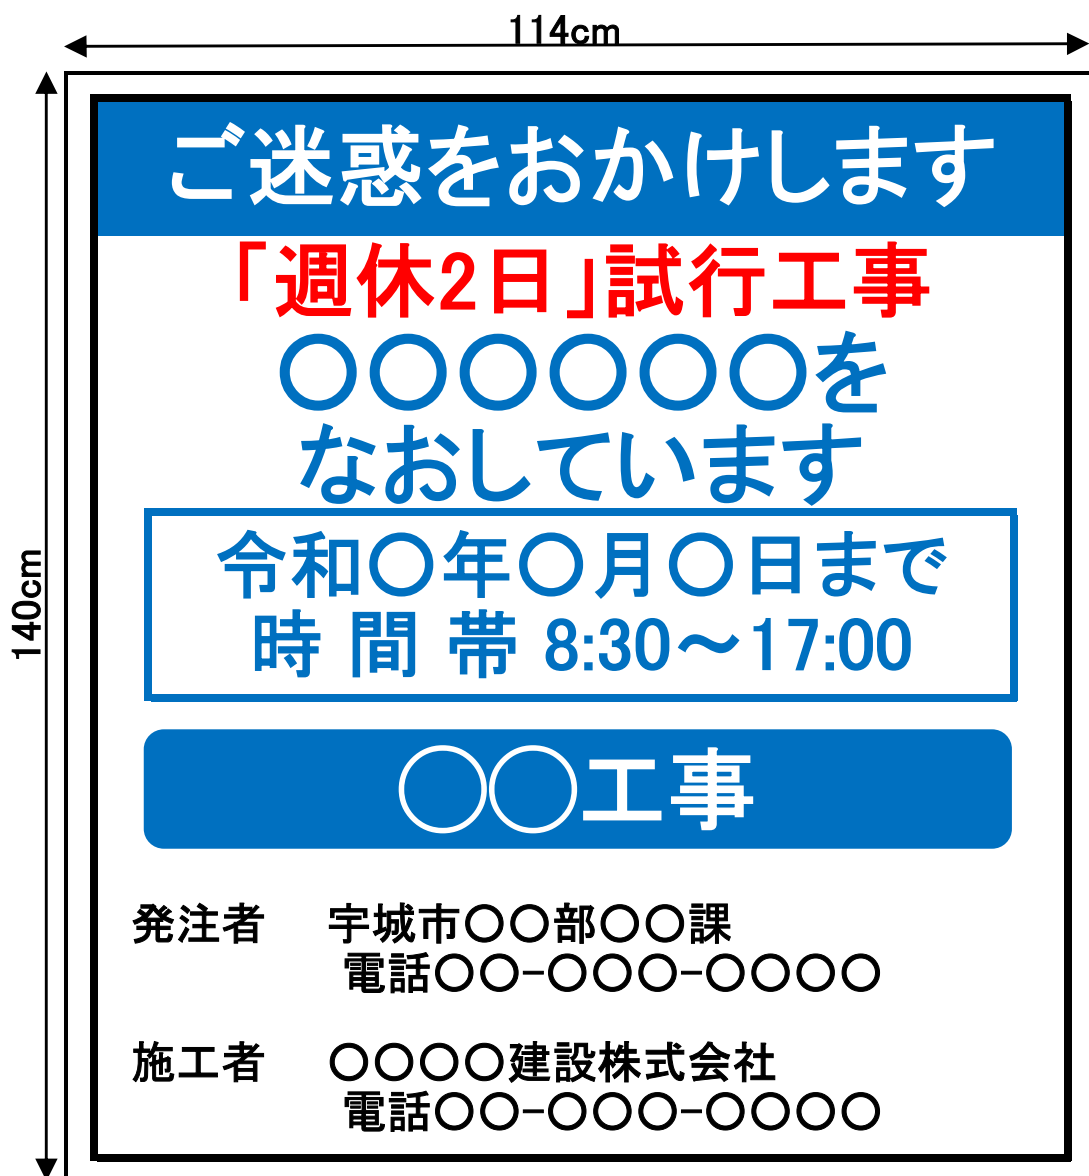 114cm
140cm
ご迷惑をおかけします
「週休2日」試行工事
〇〇〇〇〇〇を
なおしています
令和〇年〇月〇日まで
時 間 帯 8:30～17:00
〇〇工事
発注者 宇城市〇〇部〇〇課
電話〇〇-〇〇〇-〇〇〇〇
施工者 〇〇〇〇建設株式会社
電話〇〇-〇〇〇-〇〇〇〇